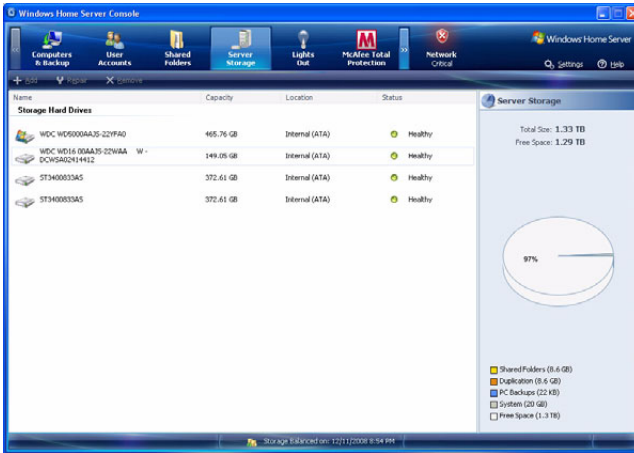 Windows Home Server Console
Computers & Backup
User Accounts
Shared Folders
Server Storage
Lights Out
McAfee Total Protection
Network Critical
Windows Home Server
Settings
Help
Add
Repair
Remove
Name Capacity Location Status
Storage Hard Drives
WDC WD5000AAJS-22YFA0 465.76 GB Internal (ATA) Healthy
WDC WD16 00AAJS-22WAA W -
DCWSA02414412 149.05 GB Internal (ATA) Healthy
ST3400833AS 372.61 GB Internal (ATA) Healthy
ST3400833AS 372.61 GB Internal (ATA) Healthy
Server Storage
Total Size: 1.33 TB
Free Space: 1.29 TB
97%
Shared Folders (8.6 GB)
Duplication (8.6 GB)
PC Backups (22 KB)
System (20 GB)
Free Space (1.3 TB)
Storage Balanced on: 12/11/2008 8:54 PM